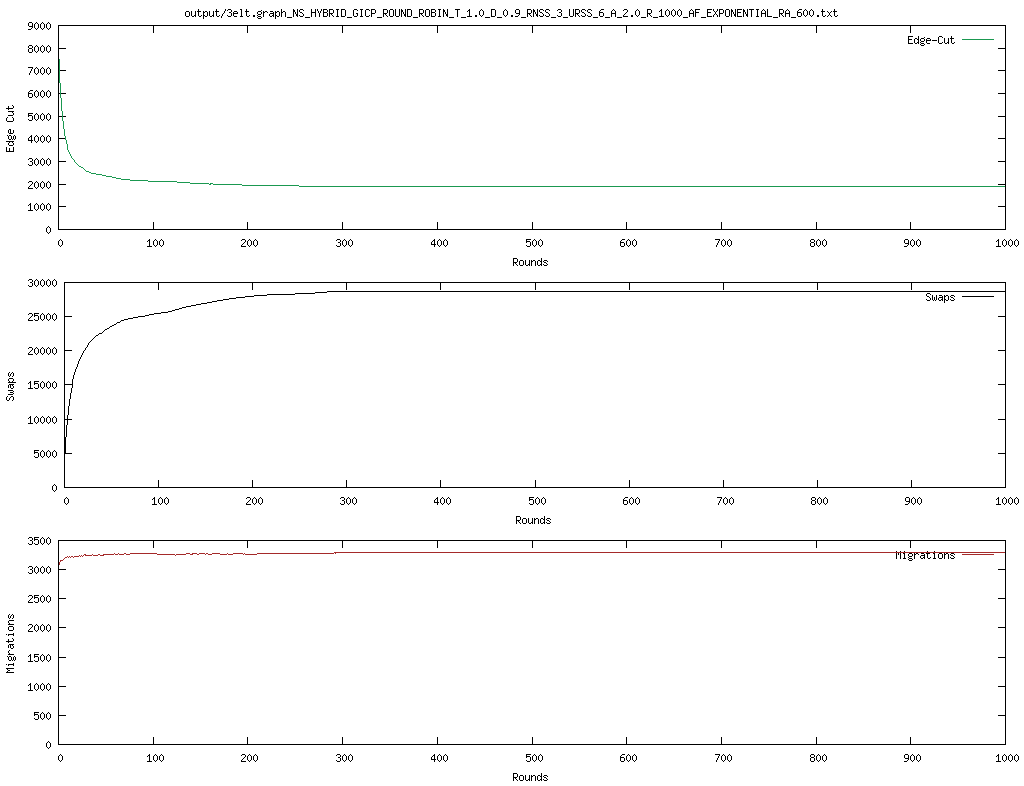 output/3elt.graph_NS_HYBRID_GICP_ROUND_ROBIN_T_1.0_D_0.9_RNSS_3_URSS_6_A_2.0_R_1000_AF_EXPONENTIAL_RA_600.txt
9000
8000
7000
6000
5000
4000
3000
2000
1000
0
Edge Cut
Edge-Cut
0 100 200 300 400 500 600 700 800 900 1000
Rounds
30000
25000
20000
15000
10000
5000
0
Swaps
Swaps
0 100 200 300 400 500 600 700 800 900 1000
Rounds
3500
3000
2500
2000
1500
1000
500
0
Migrations
Migrations
0 100 200 300 400 500 600 700 800 900 1000
Rounds